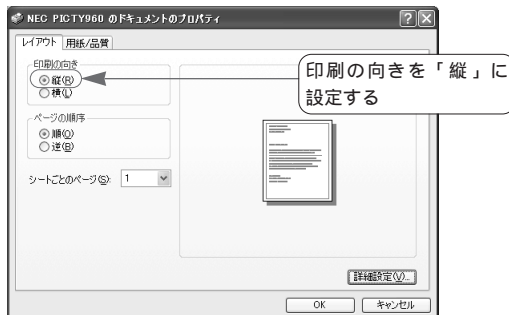 NEC PICTY960 のドキュメントのプロパティ
レイアウト 用紙/品質
印刷の向き
縦(R)
横(L)
ページの順序
順(O)
逆(B)
シートごとのページ(S): 1
印刷の向きを「縦」に
設定する
詳細設定(V)...
OK キャンセル